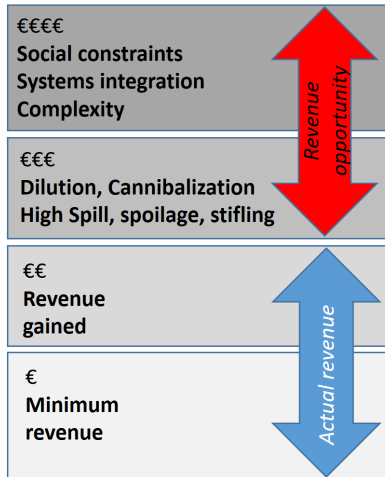 €€€€
Social constraints
Systems integration
Complexity
Revenue
opportunity
€€€
Dilution, Cannibalization
High Spill, spoilage, stifling
€€
Revenue
gained
Actual revenue
€
Minimum
revenue